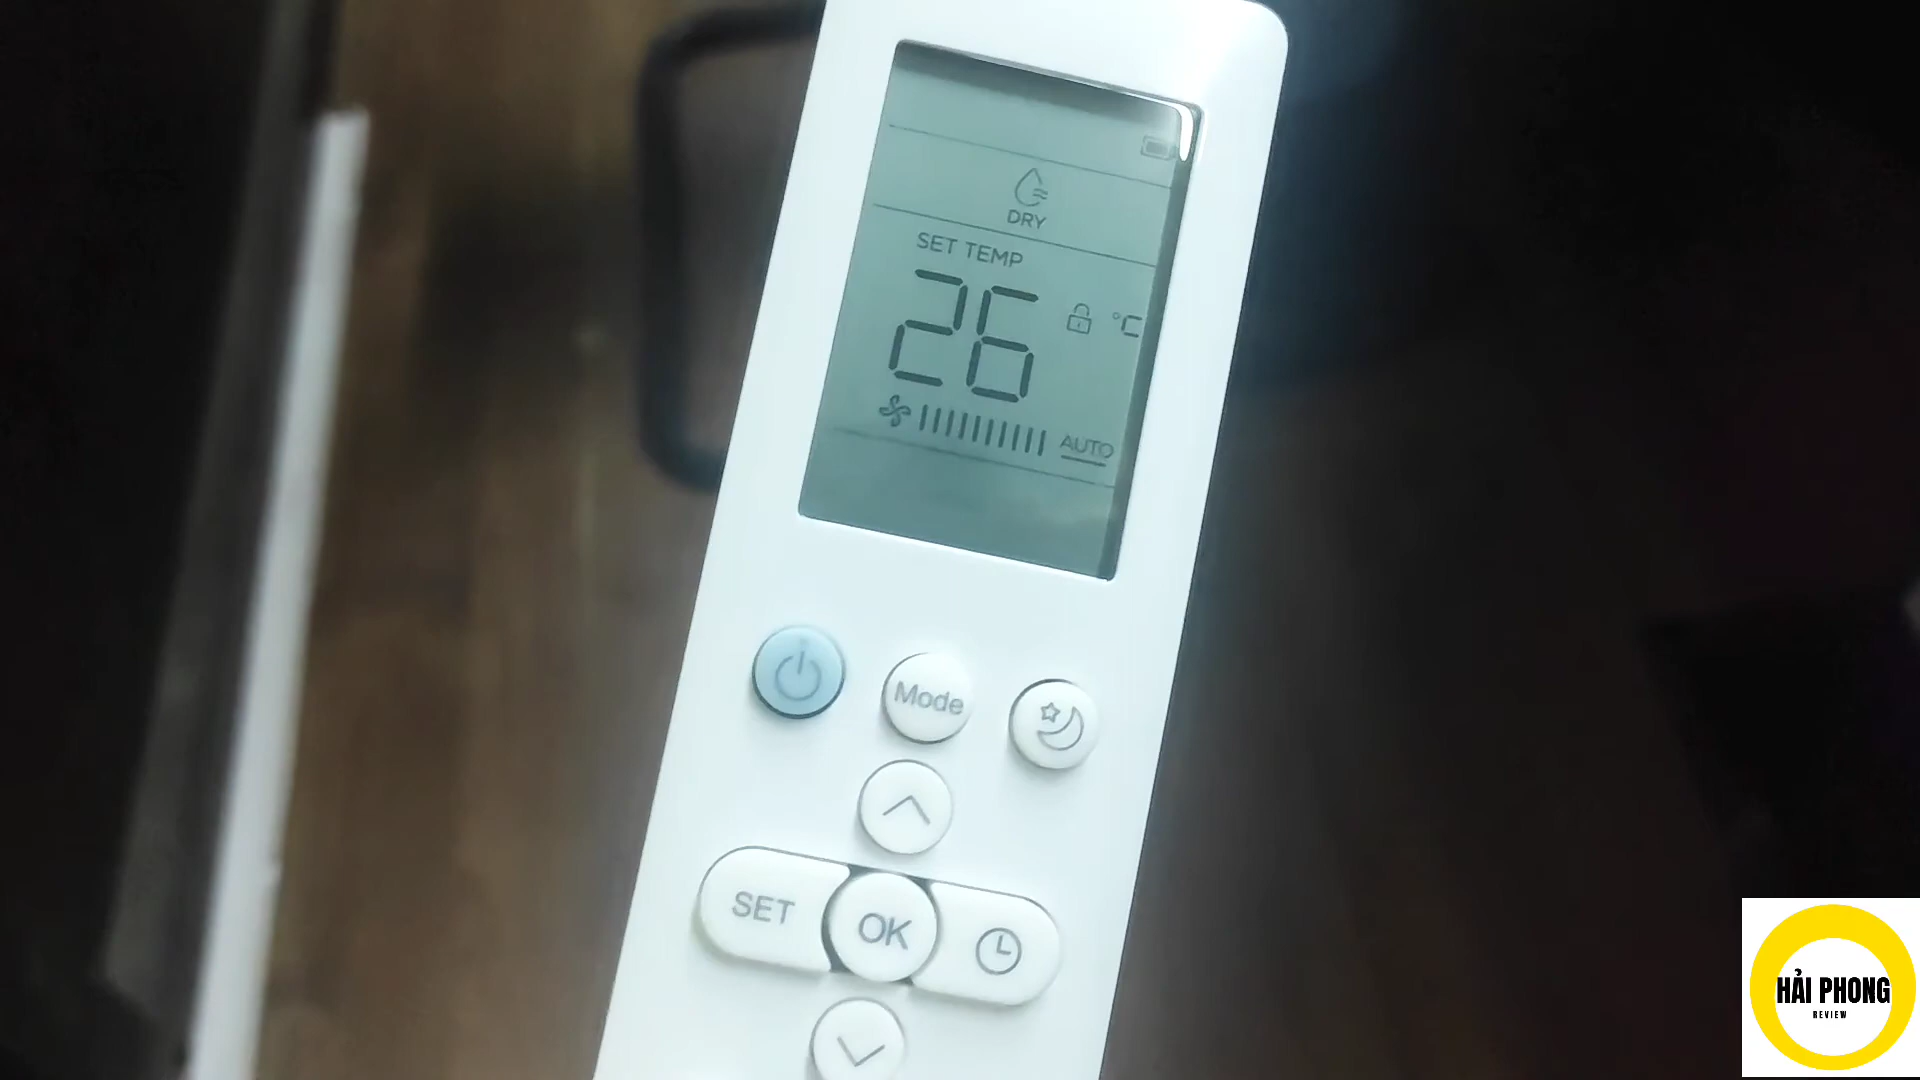 DRY
SET TEMP
26 °C
AUTO
Mode
SET OK
HẢI PHONG
REVIEW